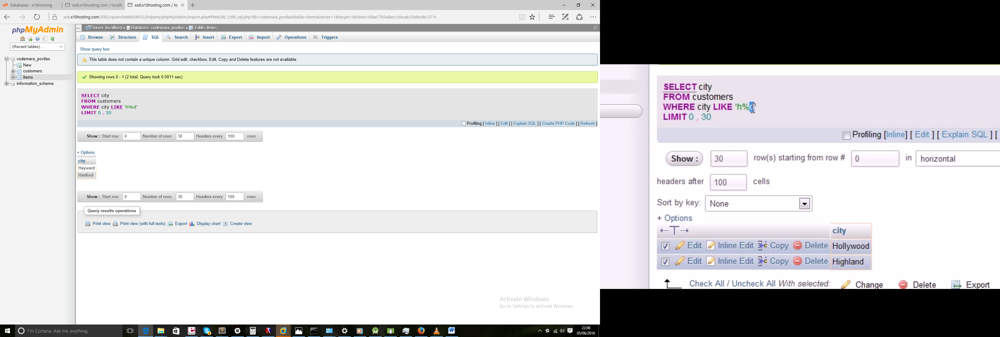 Databases - x10Hosting
xo6.x10hosting.com / localh
xo6.x10hosting.com / lo
xo6.x10hosting.com:2083/cpsess9446659933/3rdparty/phpMyAdmin/import.php#PMAURL-2:tbl_sql.php?db=codemara_povilas&table=items&server=1&target=&token=60ae7763a8acc1decab25a9ec9e2371c
phpMyAdmin
(Recent tables) ...
codemara_povilas
New
customers
items
information_schema
Server: localhost » Database: codemara_povilas » Table: items
Browse Structure SQL Search Insert Export Import Operations Triggers
Show query box
This table does not contain a unique column. Grid edit, checkbox, Edit, Copy and Delete features are not available.
Showing rows 0 - 1 (2 total, Query took 0.0011 sec)
SELECT city
FROM customers
WHERE city LIKE 'h%d'
LIMIT 0 , 30
Profiling [ Inline ] [ Edit ] [ Explain SQL ] [ Create PHP Code ] [ Refresh ]
Show : Start row: 0 Number of rows: 30 Headers every 100 rows
+ Options
city
Hayward
Hartford
Show : Start row: 0 Number of rows: 30 Headers every 100 rows
Query results operations
Print view Print view (with full texts) Export Display chart Create view
Activate Windows
Go to Settings to activate Windows.
I'm Cortana. Ask me anything.
22:06
05/06/2016
SELECT city
FROM customers
WHERE city LIKE 'h%d'
LIMIT 0 , 30
Profiling [Inline] [ Edit ] [ Explain SQL ] [
Show : 30 row(s) starting from row # 0 in horizontal
headers after 100 cells
Sort by key: None
+ Options
←T→ city
Edit Inline Edit Copy Delete Hollywood
Edit Inline Edit Copy Delete Highland
Check All / Uncheck All With selected: Change Delete Export